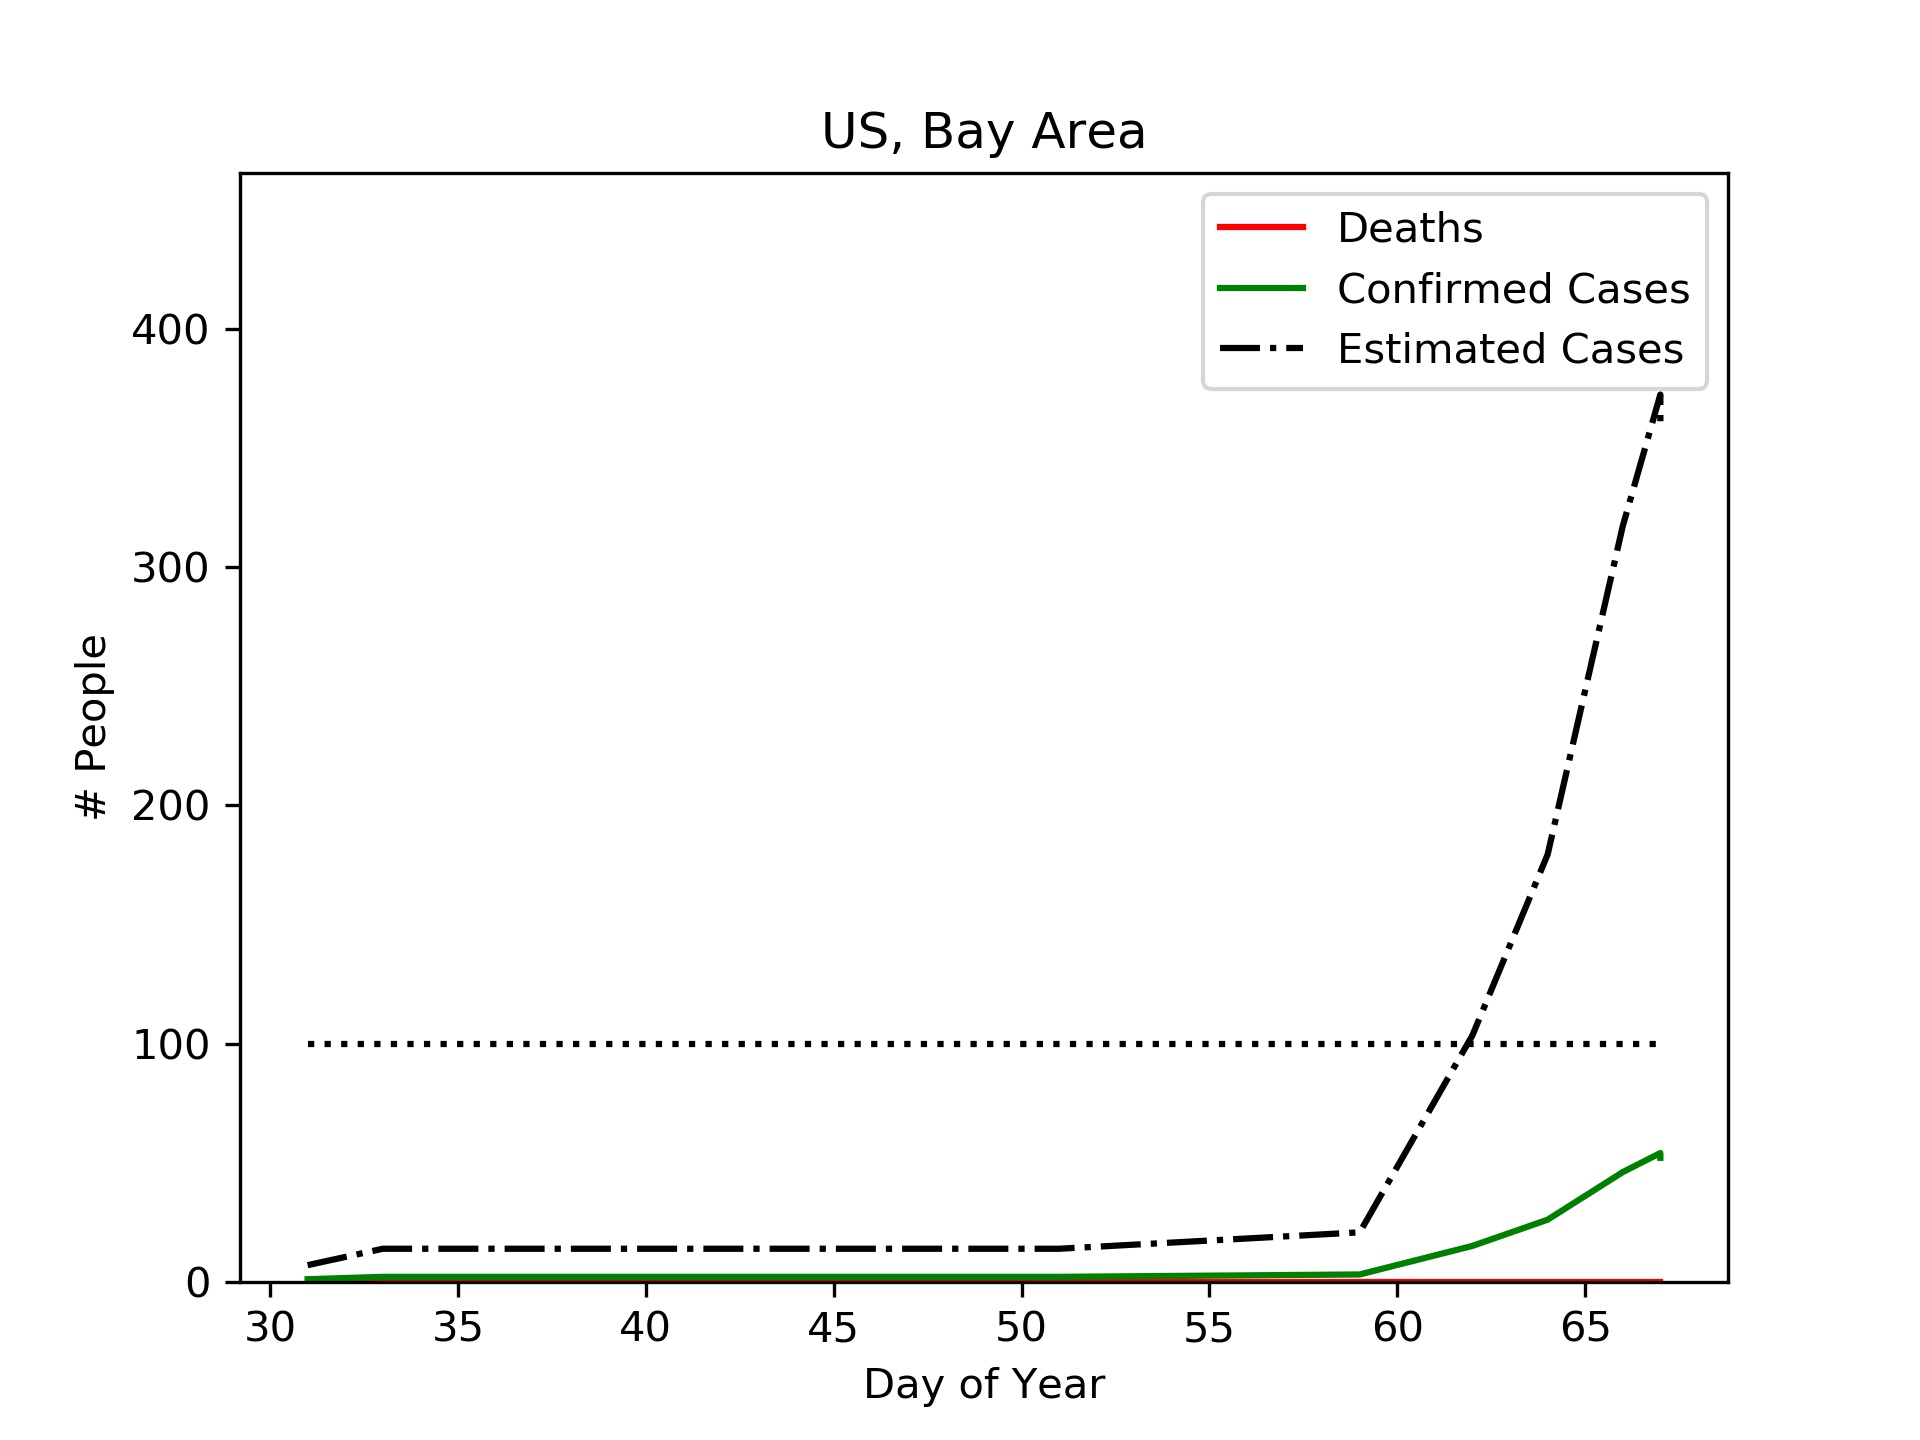 US, Bay Area
Deaths
Confirmed Cases
Estimated Cases
# People
400
300
200
100
0
30 35 40 45 50 55 60 65
Day of Year